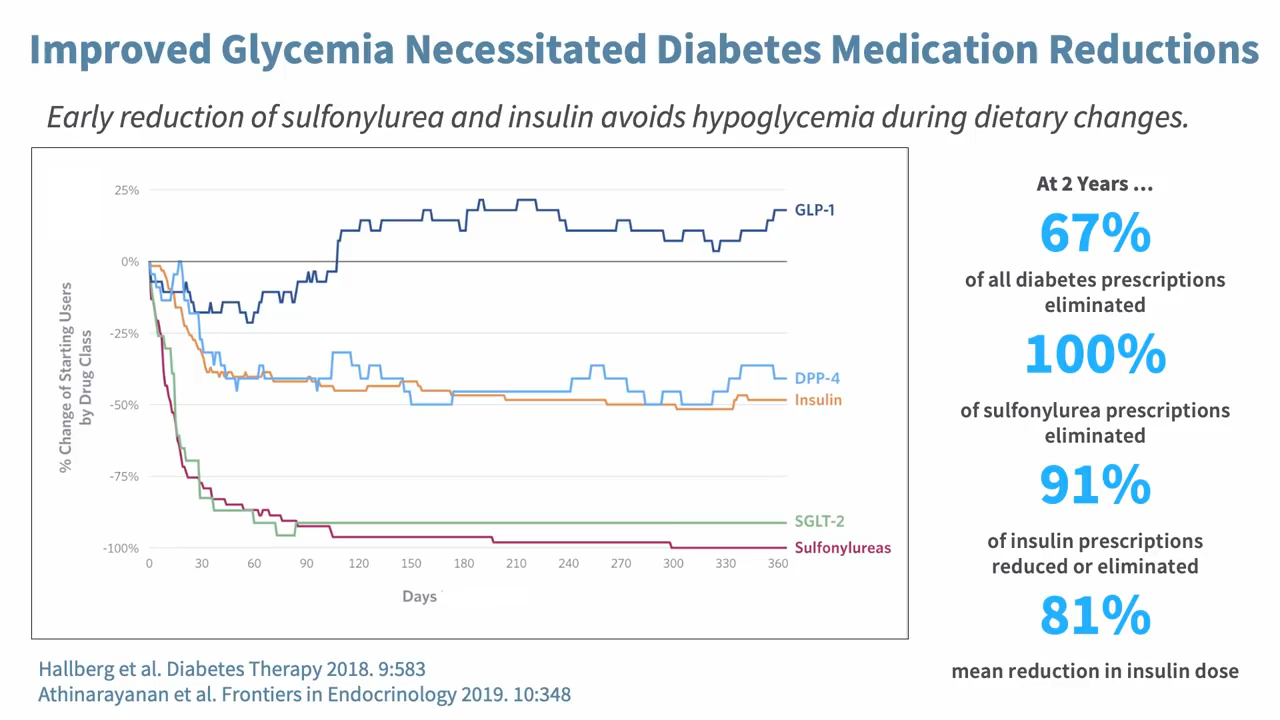 Improved Glycemia Necessitated Diabetes Medication Reductions
Early reduction of sulfonylurea and insulin avoids hypoglycemia during dietary changes.
% Change of Starting Users
by Drug Class
25%
0%
-25%
-50%
-75%
-100%
GLP-1
DPP-4
Insulin
SGLT-2
Sulfonylureas
0 30 60 90 120 150 180 210 240 270 300 330 360
Days
At 2 Years ...
67%
of all diabetes prescriptions
eliminated
100%
of sulfonylurea prescriptions
eliminated
91%
of insulin prescriptions
reduced or eliminated
81%
mean reduction in insulin dose
Hallberg et al. Diabetes Therapy 2018. 9:583
Athinarayanan et al. Frontiers in Endocrinology 2019. 10:348